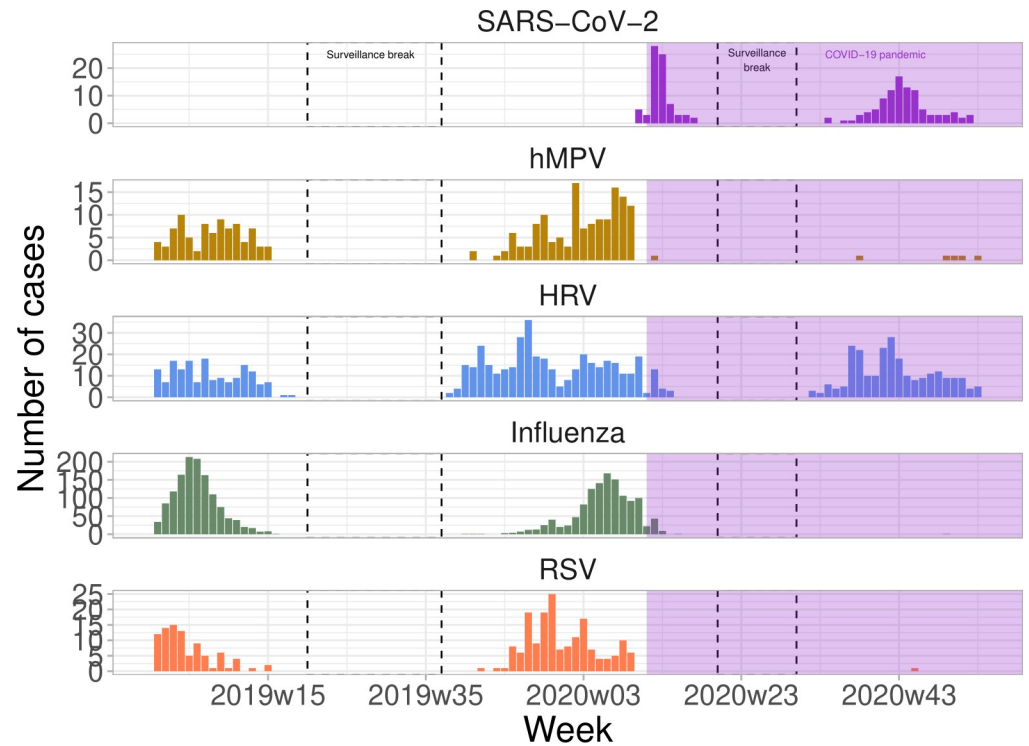 SARS−CoV−2
Surveillance break
Surveillance
break
COVID−19 pandemic
20
10
0
hMPV
15
10
5
0
HRV
30
20
10
0
Influenza
200
150
100
50
0
RSV
25
20
15
10
5
0
2019w15 2019w35 2020w03 2020w23 2020w43
Week
Number of cases